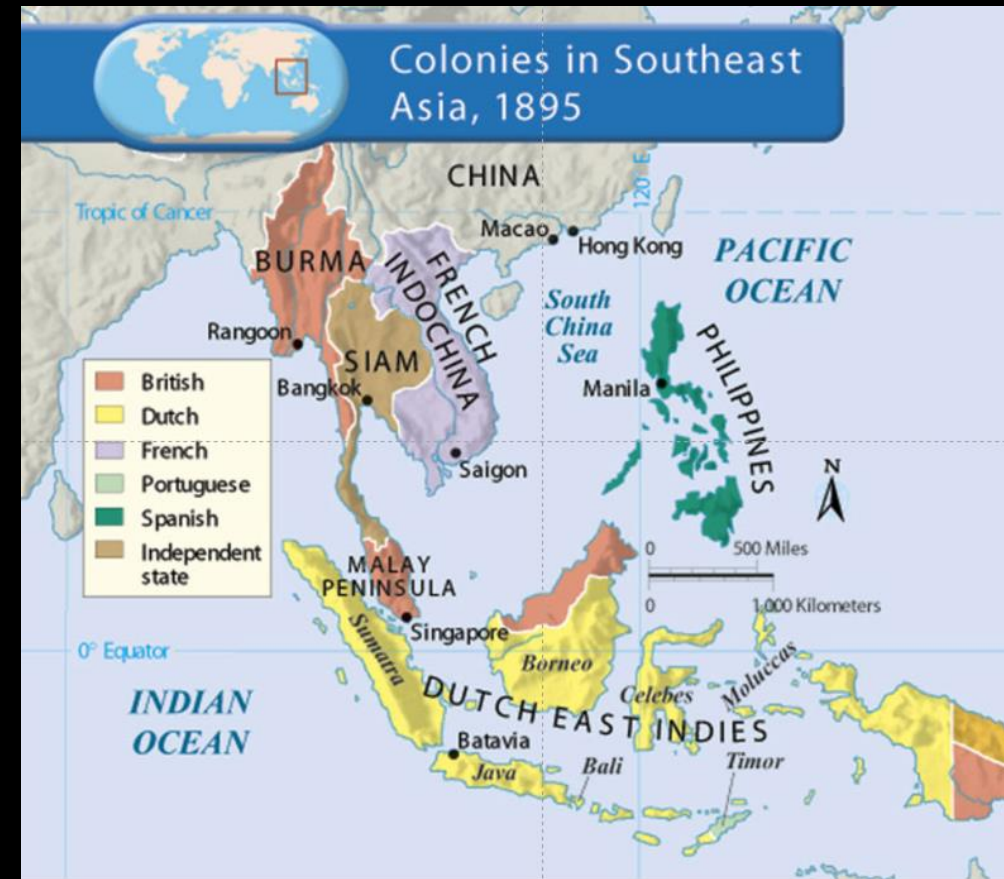 Colonies in Southeast
Asia, 1895
CHINA
120° E
Tropic of Cancer
Macao
Hong Kong
PACIFIC
OCEAN
BURMA
FRENCH
INDOCHINA
South
China
Sea
Rangoon
SIAM
PHILIPPINES
British
Bangkok
Manila
Dutch
French
Saigon
Portuguese
N
Spanish
Independent
state
0 500 Miles
0 1,000 Kilometers
MALAY
PENINSULA
Singapore
Sumatra
0° Equator
Borneo
Celebes
Moluccas
INDIAN
OCEAN
DUTCH EAST INDIES
Batavia
Java
Bali
Timor